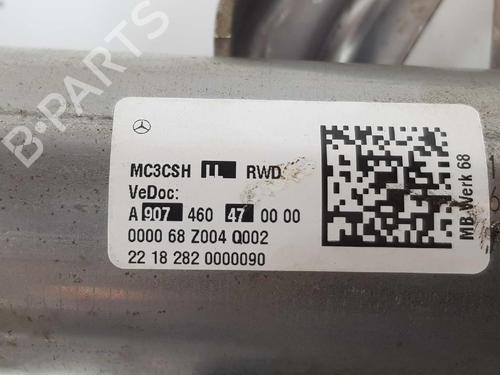 MC3CSH LL RWD
VeDoc:
A 907 460 47 00 00
0000 68 Z004 Q002
22 18 282 0000090
MB Werk 68
B-PARTS